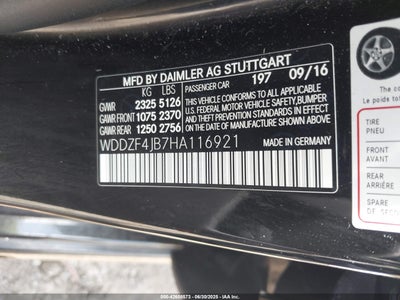 MFD BY DAIMLER AG STUTTGART
KG LBS PASSENGER CAR 197 09/16
GVWR 2325 5126 THIS VEHICLE CONFORMS TO ALL APPLICABLE
GAWR FRONT 1075 2370 U.S. FEDERAL MOTOR VEHICLE SAFETY, BUMPER
GAWR REAR 1250 2756 AND THEFT PREVENTION STANDARDS IN EFFECT ON THE DATE OF MANUFACTURE SHOWN ABOVE.
WDDZF4JB7HA116921 MADE IN GERMANY
The
Le poids
TIRE
PNEU
FRONT
AVANT
REAR
ARRIÈRE
SPARE
DE